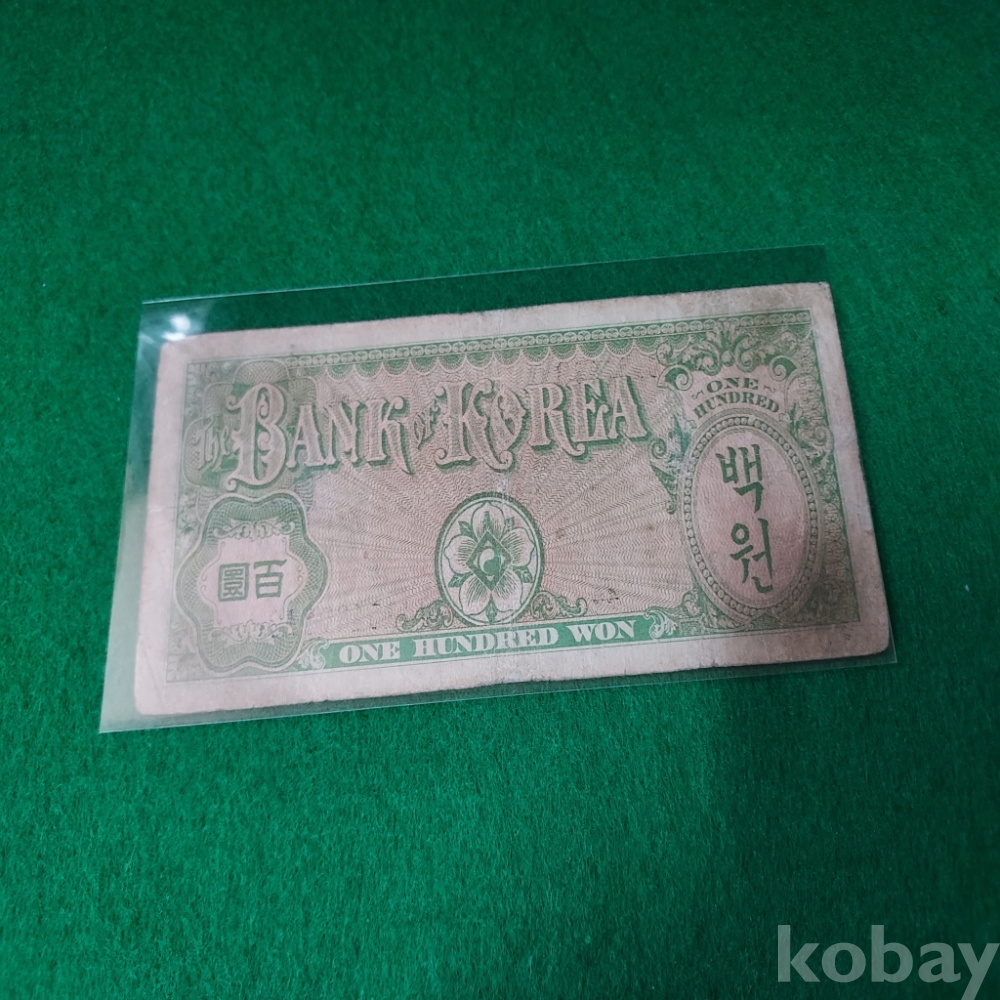 The BANK of KOREA
ONE
HUNDRED
백
원
圓百
ONE HUNDRED WON
kobay